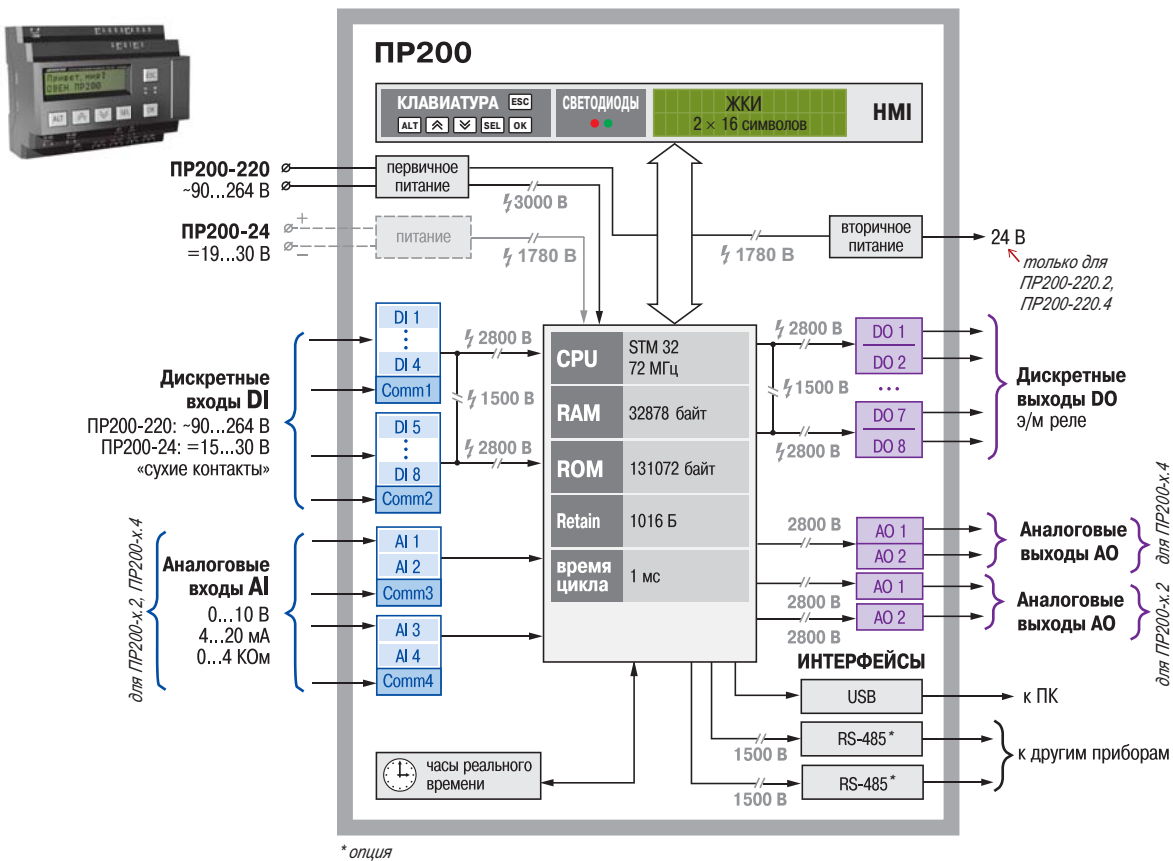 Привет, мир?
ОВЕН ПР200
ESC
ALT
SEL
OK
ПР200
КЛАВИАТУРА ESC
ALT SEL OK
СВЕТОДИОДЫ
ЖКИ
2 × 16 символов
HMI
ПР200-220
~90...264 В
первичное
питание
3000 В
ПР200-24
=19...30 В
+
–
питание
1780 В
1780 В
вторичное
питание
24 В
только для
ПР200-220.2,
ПР200-220.4
Дискретные
входы DI
ПР200-220: ~90...264 В
ПР200-24: =15...30 В
«сухие контакты»
DI 1
DI 4
Comm1
DI 5
DI 8
Comm2
2800 В
1500 В
2800 В
CPU
STM 32
72 МГц
RAM
32878 байт
ROM
131072 байт
Retain
1016 Б
время
цикла
1 мс
2800 В
1500 В
2800 В
DO 1
DO 2
...
DO 7
DO 8
Дискретные
выходы DO
э/м реле
для ПР200-х.2, ПР200-х.4
Аналоговые
входы AI
0...10 В
4...20 мА
0...4 КОм
AI 1
AI 2
Comm3
AI 3
AI 4
Comm4
2800 В
AO 1
AO 2
Аналоговые
выходы AO
для ПР200-х.4
2800 В
2800 В
AO 1
AO 2
Аналоговые
выходы AO
для ПР200-х.2
ИНТЕРФЕЙСЫ
USB
к ПК
1500 В
RS-485*
1500 В
RS-485*
к другим приборам
часы реального
времени
* опция